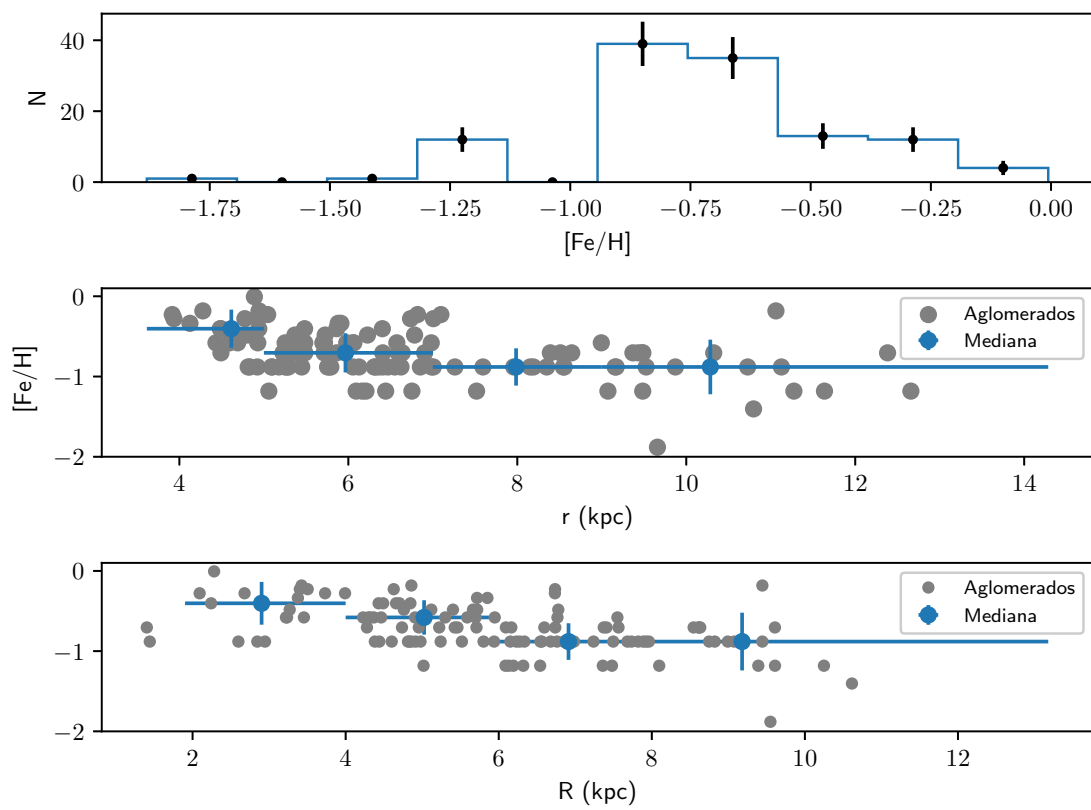 40
20
0
N
−1.75 −1.50 −1.25 −1.00 −0.75 −0.50 −0.25 0.00
[Fe/H]
0
−1
−2
[Fe/H]
Aglomerados
Mediana
4 6 8 10 12 14
r (kpc)
0
−1
−2
Aglomerados
Mediana
2 4 6 8 10 12
R (kpc)